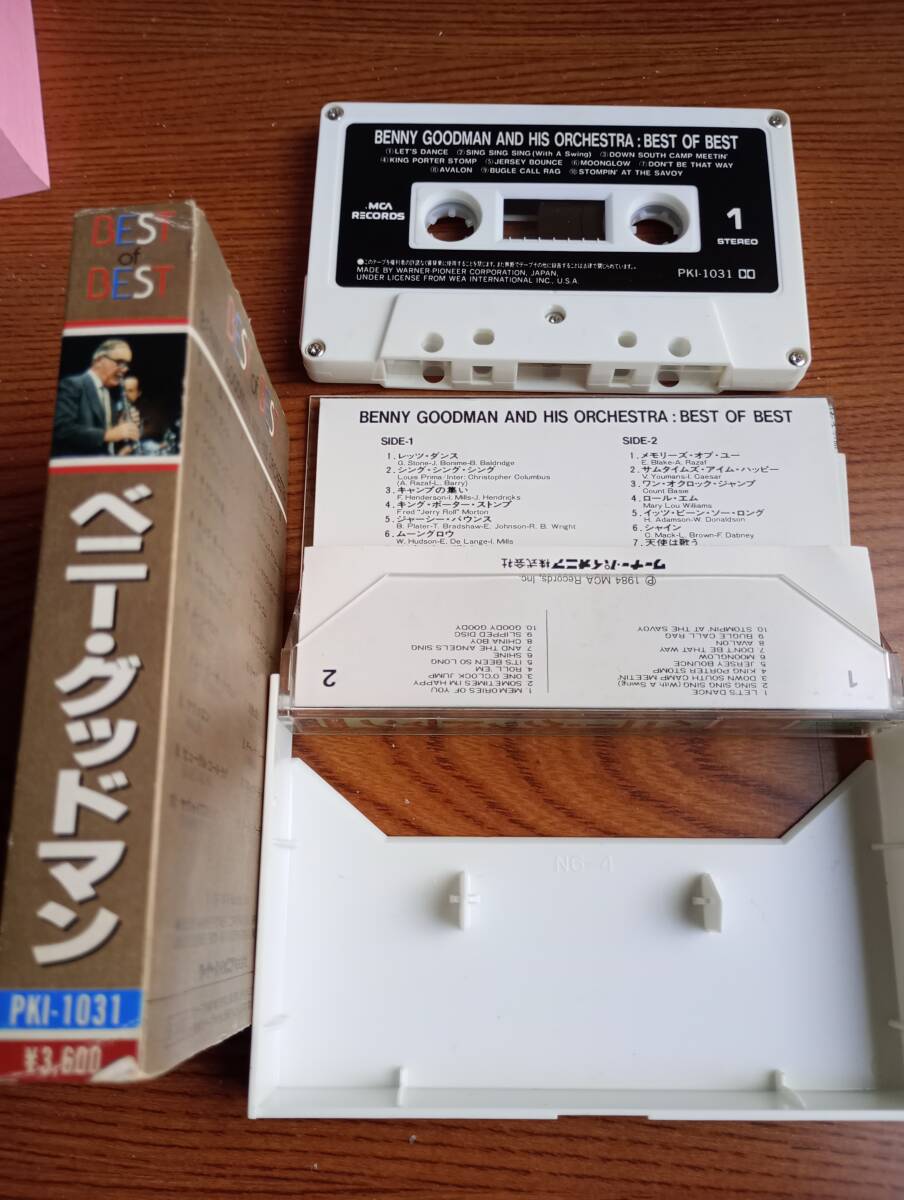 BEST
of
BEST
ベニー・グッドマン
PKI-1031
¥3,600
BENNY GOODMAN AND HIS ORCHESTRA : BEST OF BEST
①LET'S DANCE ②SING SING SING (With A Swing) ③DOWN SOUTH CAMP MEETIN'
④KING PORTER STOMP ⑤JERSEY BOUNCE ⑥MOONGLOW ⑦DON'T BE THAT WAY
⑧AVALON ⑨BUGLE CALL RAG ⑩STOMPIN' AT THE SAVOY
MCA
RECORDS
1
STEREO
MADE BY WARNER-PIONEER CORPORATION, JAPAN,
UNDER LICENSE FROM WEA INTERNATIONAL INC., U.S.A.
PKI-1031
BENNY GOODMAN AND HIS ORCHESTRA : BEST OF BEST
SIDE-1
1.レッツ・ダンス
G. Stone-J. Bonime-B. Baldridge
2.シング・シング・シング
Louis Prima/Inter: Christopher Columbus
(A. Razaf-L. Barry)
3.キャンプの集い
F. Henderson-I. Mills-J. Hendricks
4.キング・ポーター・ストンプ
Fred "Jerry Roll" Morton
5.ジャーシー・バウンス
B. Plater-T. Bradshaw-E. Johnson-R. B. Wright
6.ムーングロウ
W. Hudson-E. De Lange-I. Mills
SIDE-2
1.メモリーズ・オブ・ユー
E. Blake-A. Razaf
2.サムタイムズ・アイム・ハッピー
V. Youmans-I. Caesar
3.ワン・オクロック・ジャンプ
Count Basie
4.ロール・エム
Mary Lou Williams
5.イッツ・ビーン・ソー・ロング
H. Adamson-W. Donaldson
6.シャイン
C. Mack-L. Brown-F. Dabney
7.天使は歌う
1
1 LET'S DANCE
2 SING SING SING (With A Swing)
3 DOWN SOUTH CAMP MEETIN'
4 KING PORTER STOMP
5 JERSEY BOUNCE
6 MOONGLOW
7 DON'T BE THAT WAY
8 AVALON
9 BUGLE CALL RAG
10 STOMPIN' AT THE SAVOY
2
1 MEMORIES OF YOU
2 SOMETIMES I'M HAPPY
3 ONE O'CLOCK JUMP
4 ROLL 'EM
5 IT'S BEEN SO LONG
6 SHINE
7 AND THE ANGELS SING
8 CHINA BOY
9 SLIPPED DISC
10 GOODY GOODY
℗ 1984 MCA Records, Inc.
ワーナー・パイオニア株式会社
NG-4